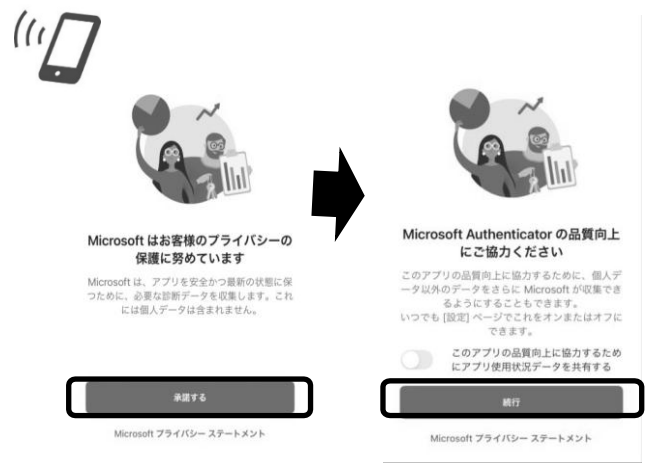 Microsoft はお客様のプライバシーの
保護に努めています
Microsoft は、アプリを安全かつ最新の状態に保
つために、必要な診断データを収集します。これ
には個人データは含まれません。
承諾する
Microsoft プライバシー ステートメント
Microsoft Authenticator の品質向上
にご協力ください
このアプリの品質向上に協力するために、個人デ
ータ以外のデータをさらに Microsoft が収集でき
るようにすることもできます。
いつでも [設定] ページでこれをオンまたはオフに
できます。
このアプリの品質向上に協力するため
にアプリ使用状況データを共有する
続行
Microsoft プライバシー ステートメント